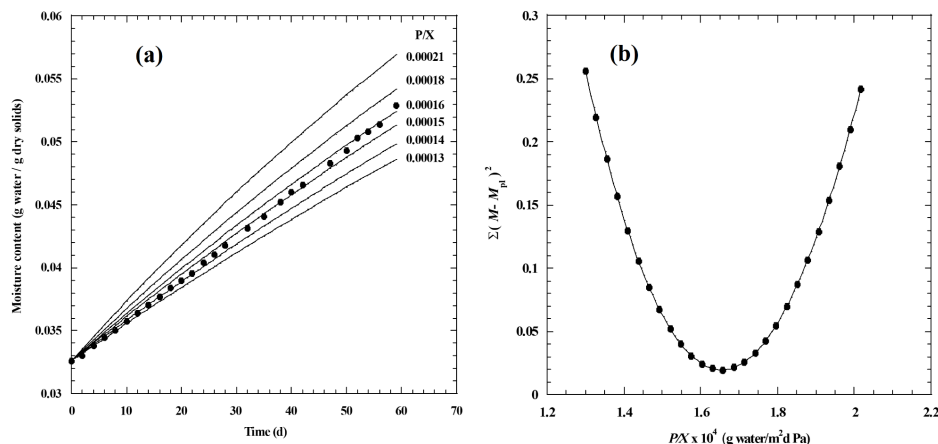 (a)
P/X
0.00021
0.00018
0.00016
0.00015
0.00014
0.00013
0.06
0.055
0.05
0.045
0.04
0.035
0.03
Moisture content (g water / g dry solids)
0 10 20 30 40 50 60 70
Time (d)
(b)
0.3
0.25
0.2
0.15
0.1
0.05
0
Σ(M- Mpl)²
1.2 1.4 1.6 1.8 2 2.2
P/X x 10⁴ (g water/m²d Pa)